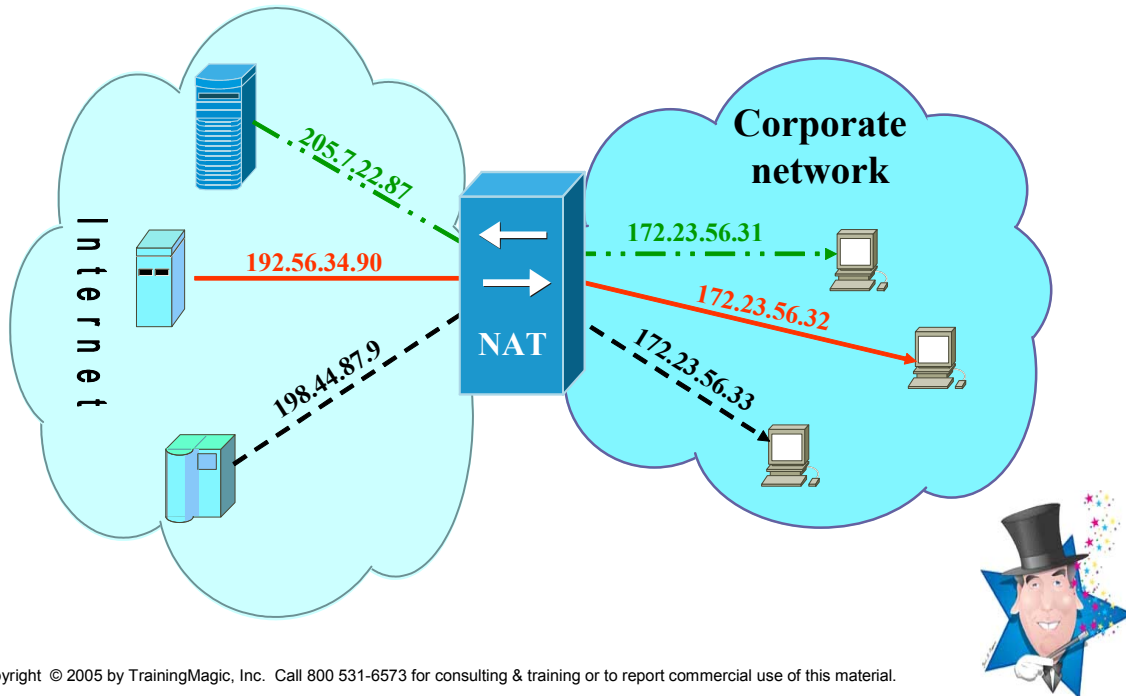 Internet
205.7.22.87
192.56.34.90
198.44.87.9
NAT
Corporate
network
172.23.56.31
172.23.56.32
172.23.56.33
pyright © 2005 by TrainingMagic, Inc. Call 800 531-6573 for consulting & training or to report commercial use of this material.